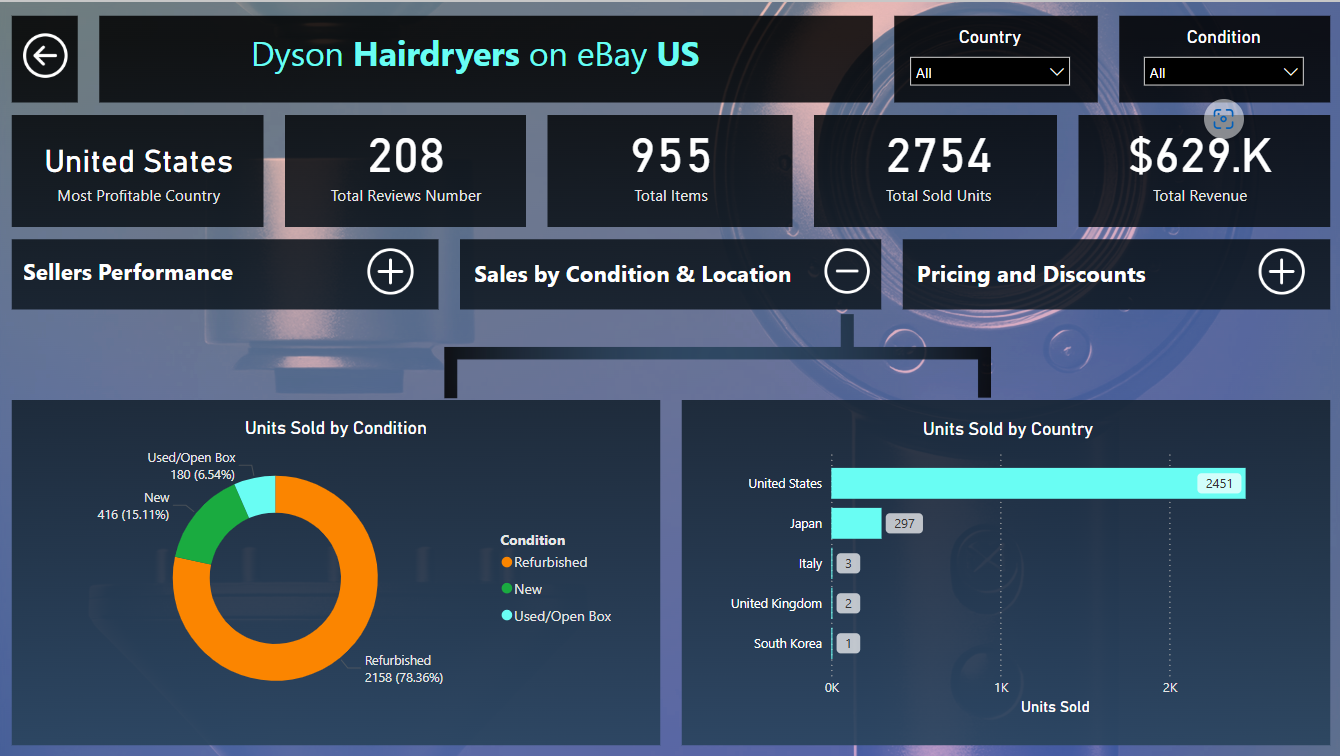 Dyson Hairdryers on eBay US
Country
All
Condition
All
United States
Most Profitable Country
208
Total Reviews Number
955
Total Items
2754
Total Sold Units
$629.K
Total Revenue
Sellers Performance
Sales by Condition & Location
Pricing and Discounts
Units Sold by Condition
Used/Open Box
180 (6.54%)
New
416 (15.11%)
Refurbished
2158 (78.36%)
Condition
Refurbished
New
Used/Open Box
Units Sold by Country
United States
2451
Japan
297
Italy
3
United Kingdom
2
South Korea
1
0K
1K
2K
Units Sold